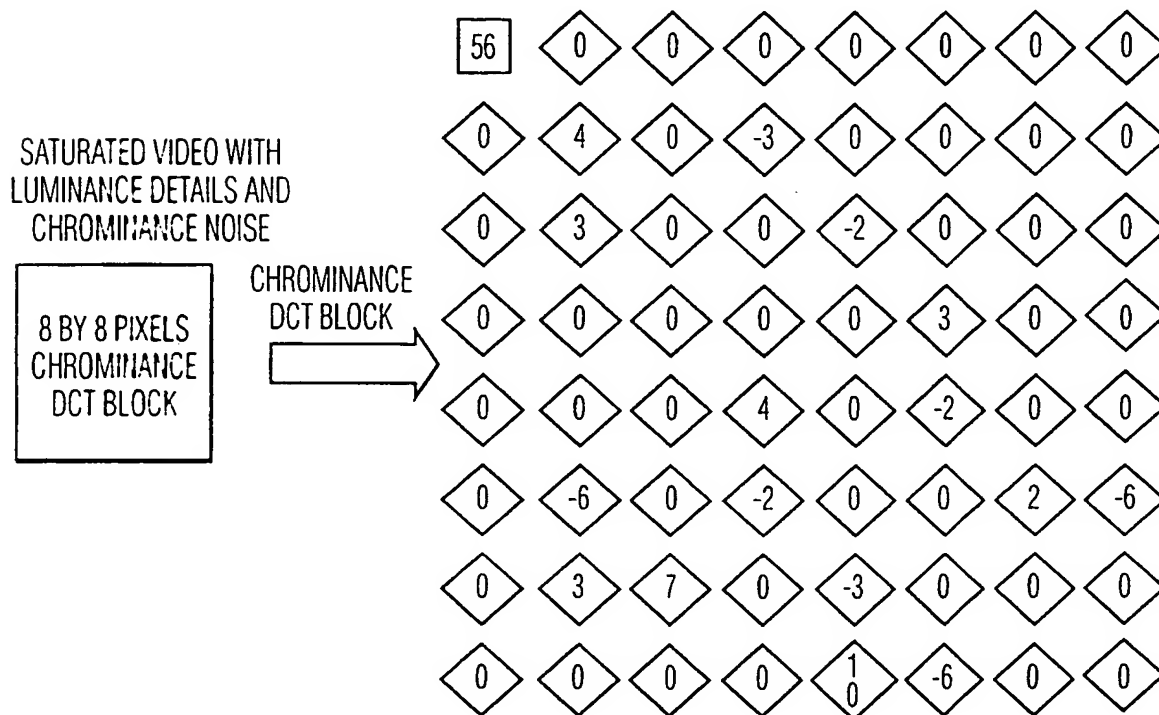 56 0 0 0 0 0 0 0
0 4 0 -3 0 0 0 0
SATURATED VIDEO WITH
LUMINANCE DETAILS AND
CHROMINANCE NOISE
0 3 0 0 -2 0 0 0
8 BY 8 PIXELS
CHROMINANCE
DCT BLOCK
CHROMINANCE
DCT BLOCK
0 0 0 0 0 3 0 0
0 0 0 4 0 -2 0 0
0 -6 0 -2 0 0 2 -6
0 3 7 0 -3 0 0 0
0 0 0 0 1 0 -6 0 0